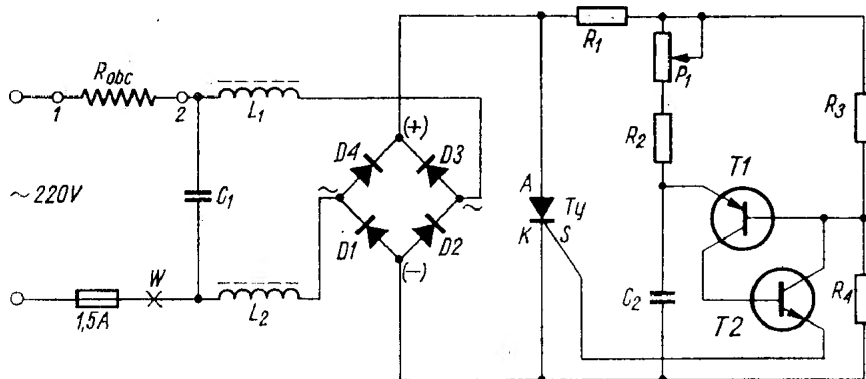 R₁
P₁
Robc
1
2
L₁
R₃
(+)
D4
D3
R₂
T1
~220V
C₁
~
~
A
Ty
K
S
D1
D2
W
(−)
C₂
R₄
1,5A
L₂
T2